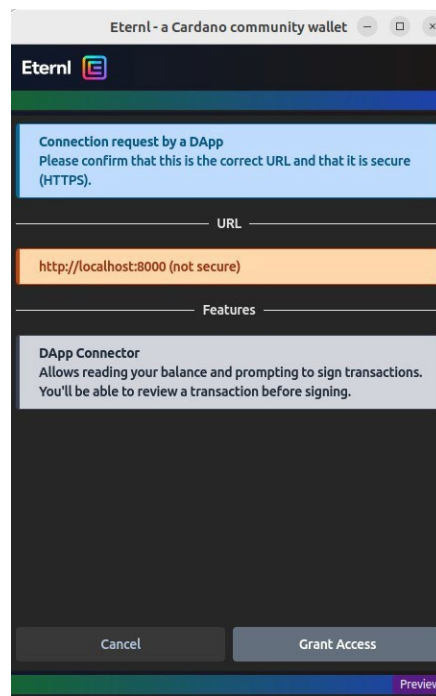 Eternl - a Cardano community wallet
Eternl
Connection request by a DApp
Please confirm that this is the correct URL and that it is secure
(HTTPS).
URL
http://localhost:8000 (not secure)
Features
DApp Connector
Allows reading your balance and prompting to sign transactions.
You'll be able to review a transaction before signing.
Cancel
Grant Access
Preview